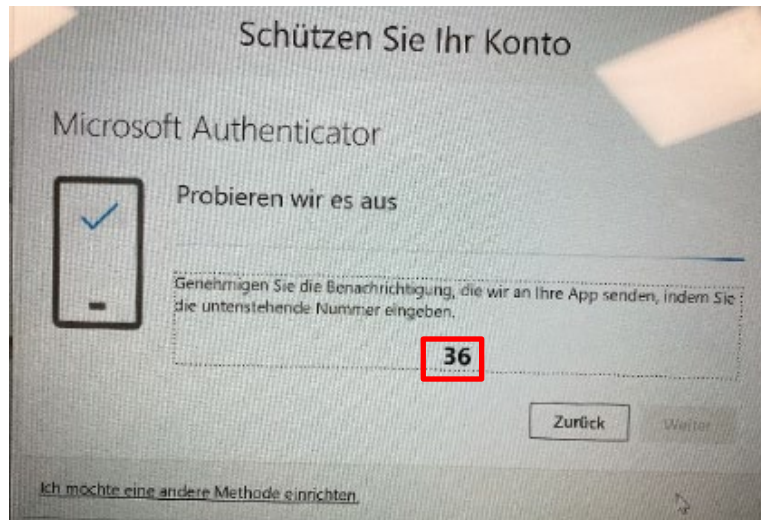 Schützen Sie Ihr Konto
Microsoft Authenticator
Probieren wir es aus
Genehmigen Sie die Benachrichtigung, die wir an Ihre App senden, indem Sie
die untenstehende Nummer eingeben.
36
Zurück
Weiter
Ich möchte eine andere Methode einrichten